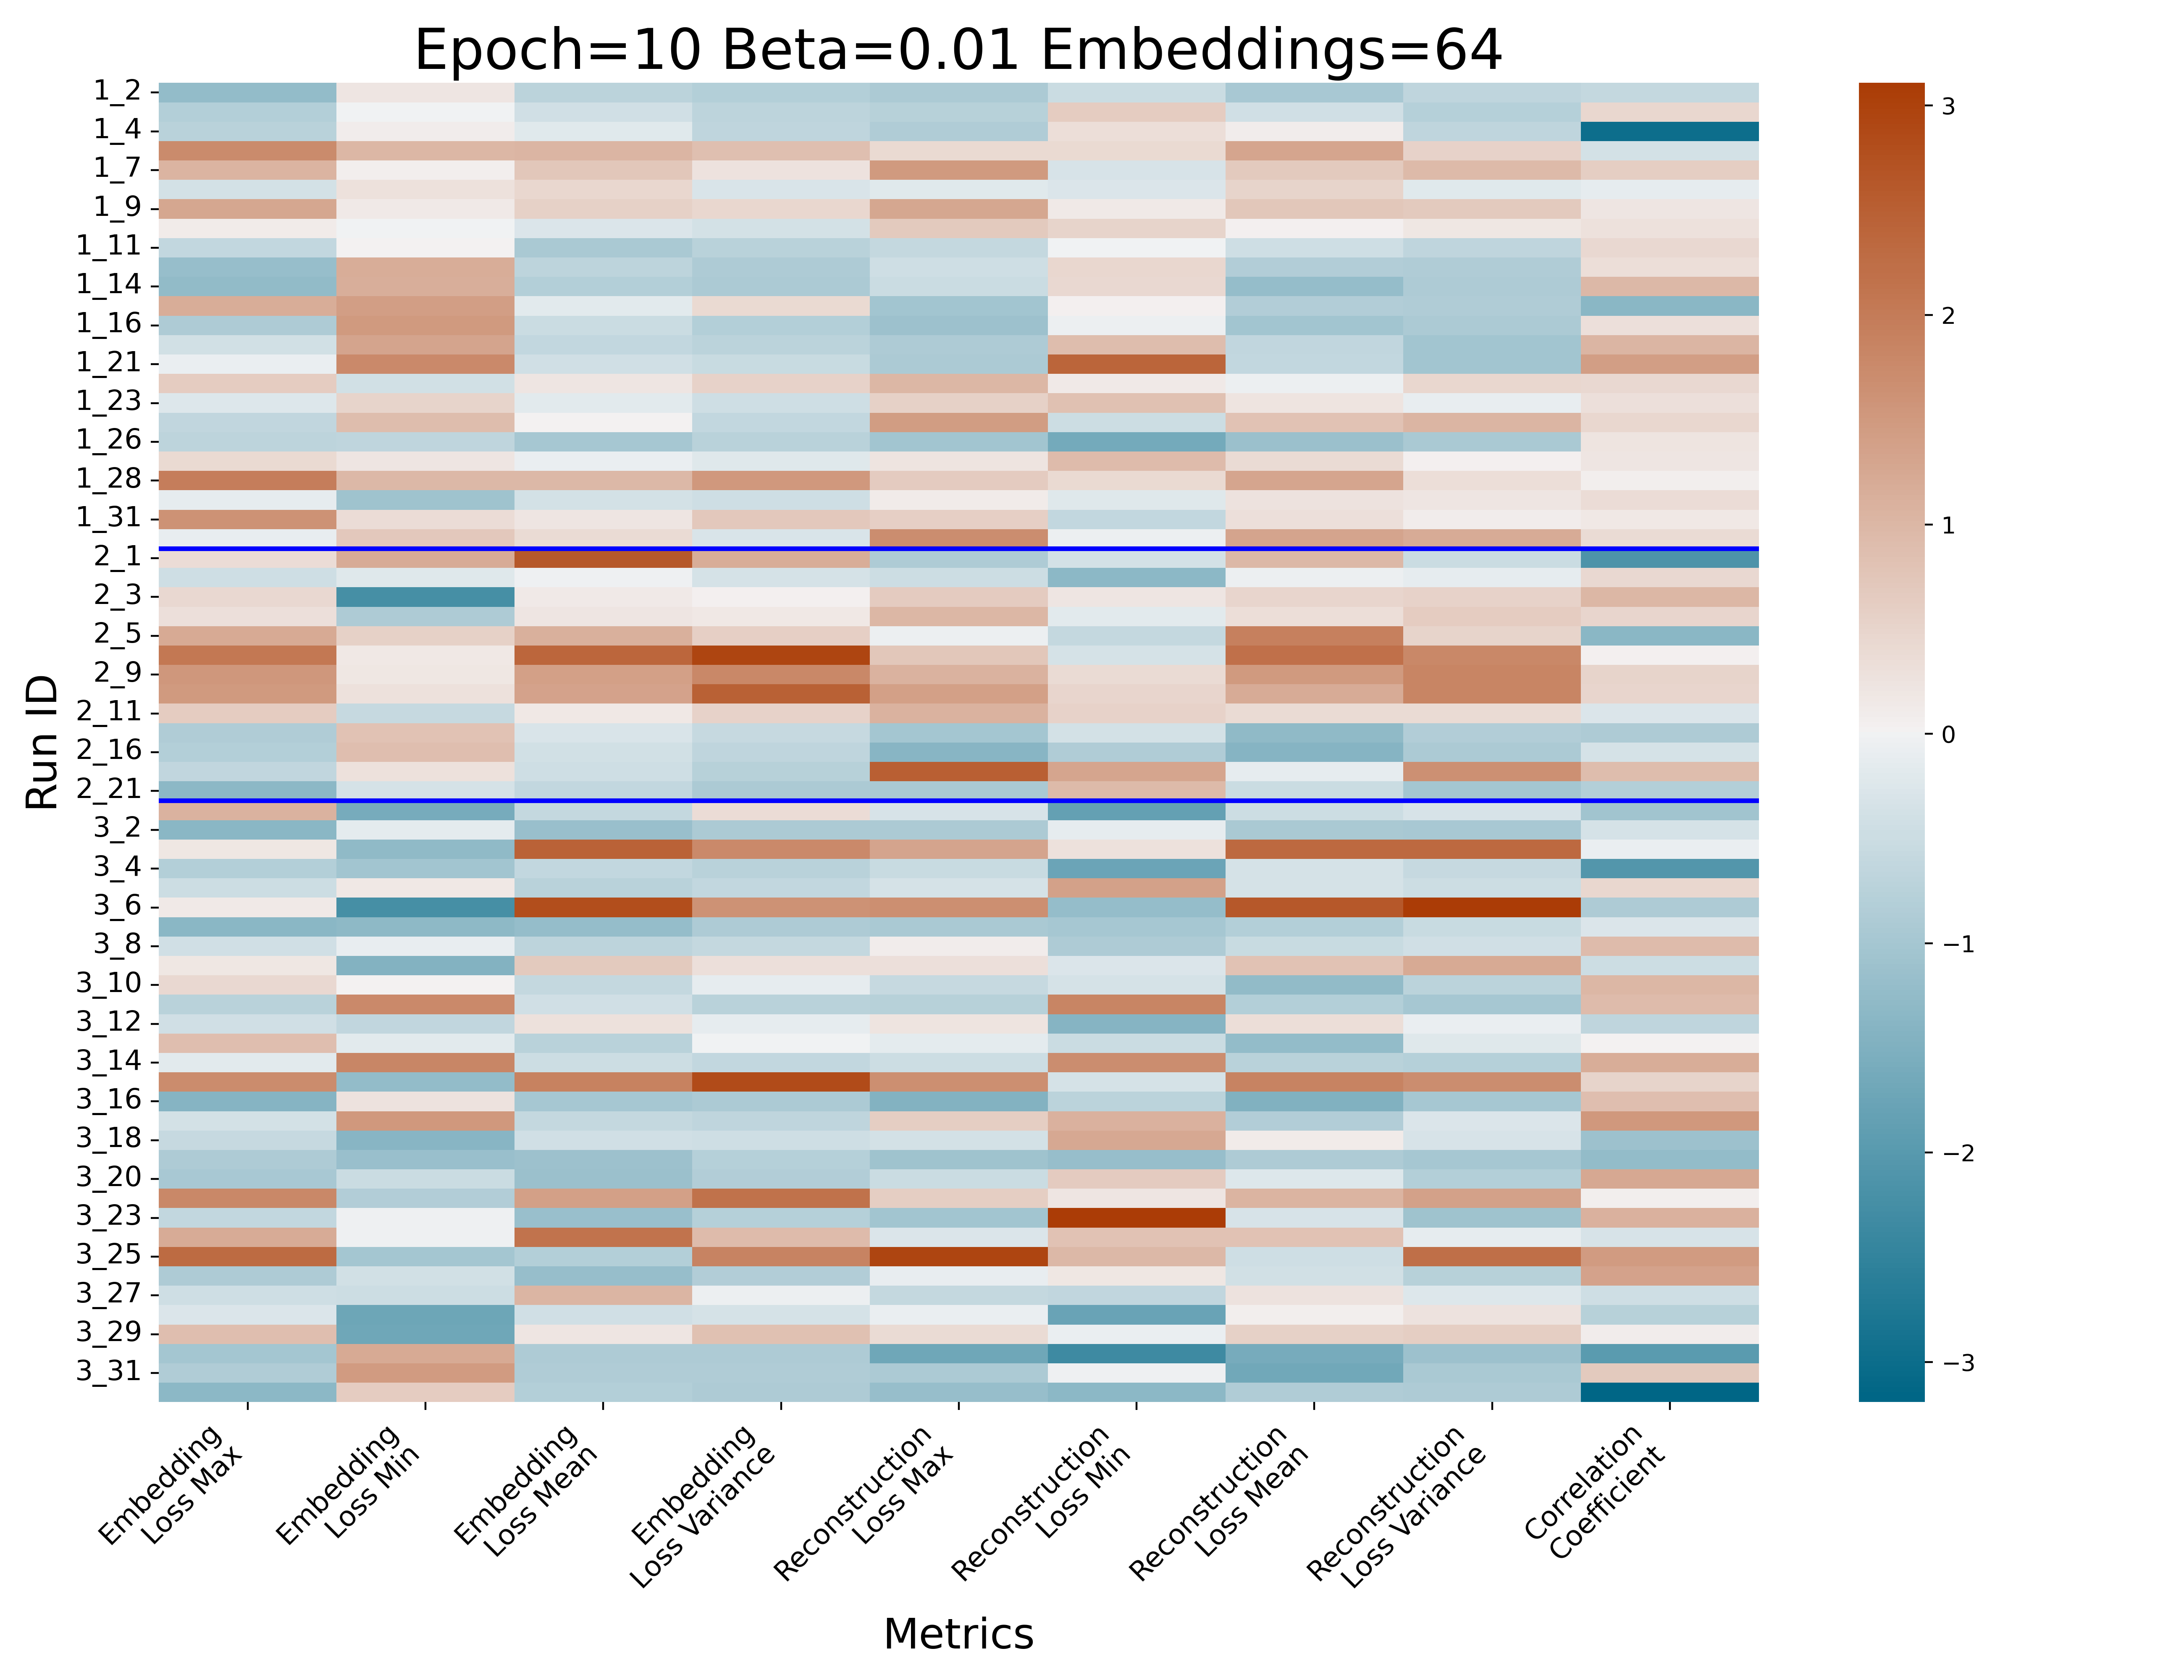 Epoch=10 Beta=0.01 Embeddings=64
Run ID
1_2
1_4
1_7
1_9
1_11
1_14
1_16
1_21
1_23
1_26
1_28
1_31
2_1
2_3
2_5
2_9
2_11
2_16
2_21
3_2
3_4
3_6
3_8
3_10
3_12
3_14
3_16
3_18
3_20
3_23
3_25
3_27
3_29
3_31
3
2
1
0
−1
−2
−3
Embedding
Loss Max
Embedding
Loss Min
Embedding
Loss Mean
Embedding
Loss Variance
Reconstruction
Loss Max
Reconstruction
Loss Min
Reconstruction
Loss Mean
Reconstruction
Loss Variance
Correlation
Coefficient
Metrics